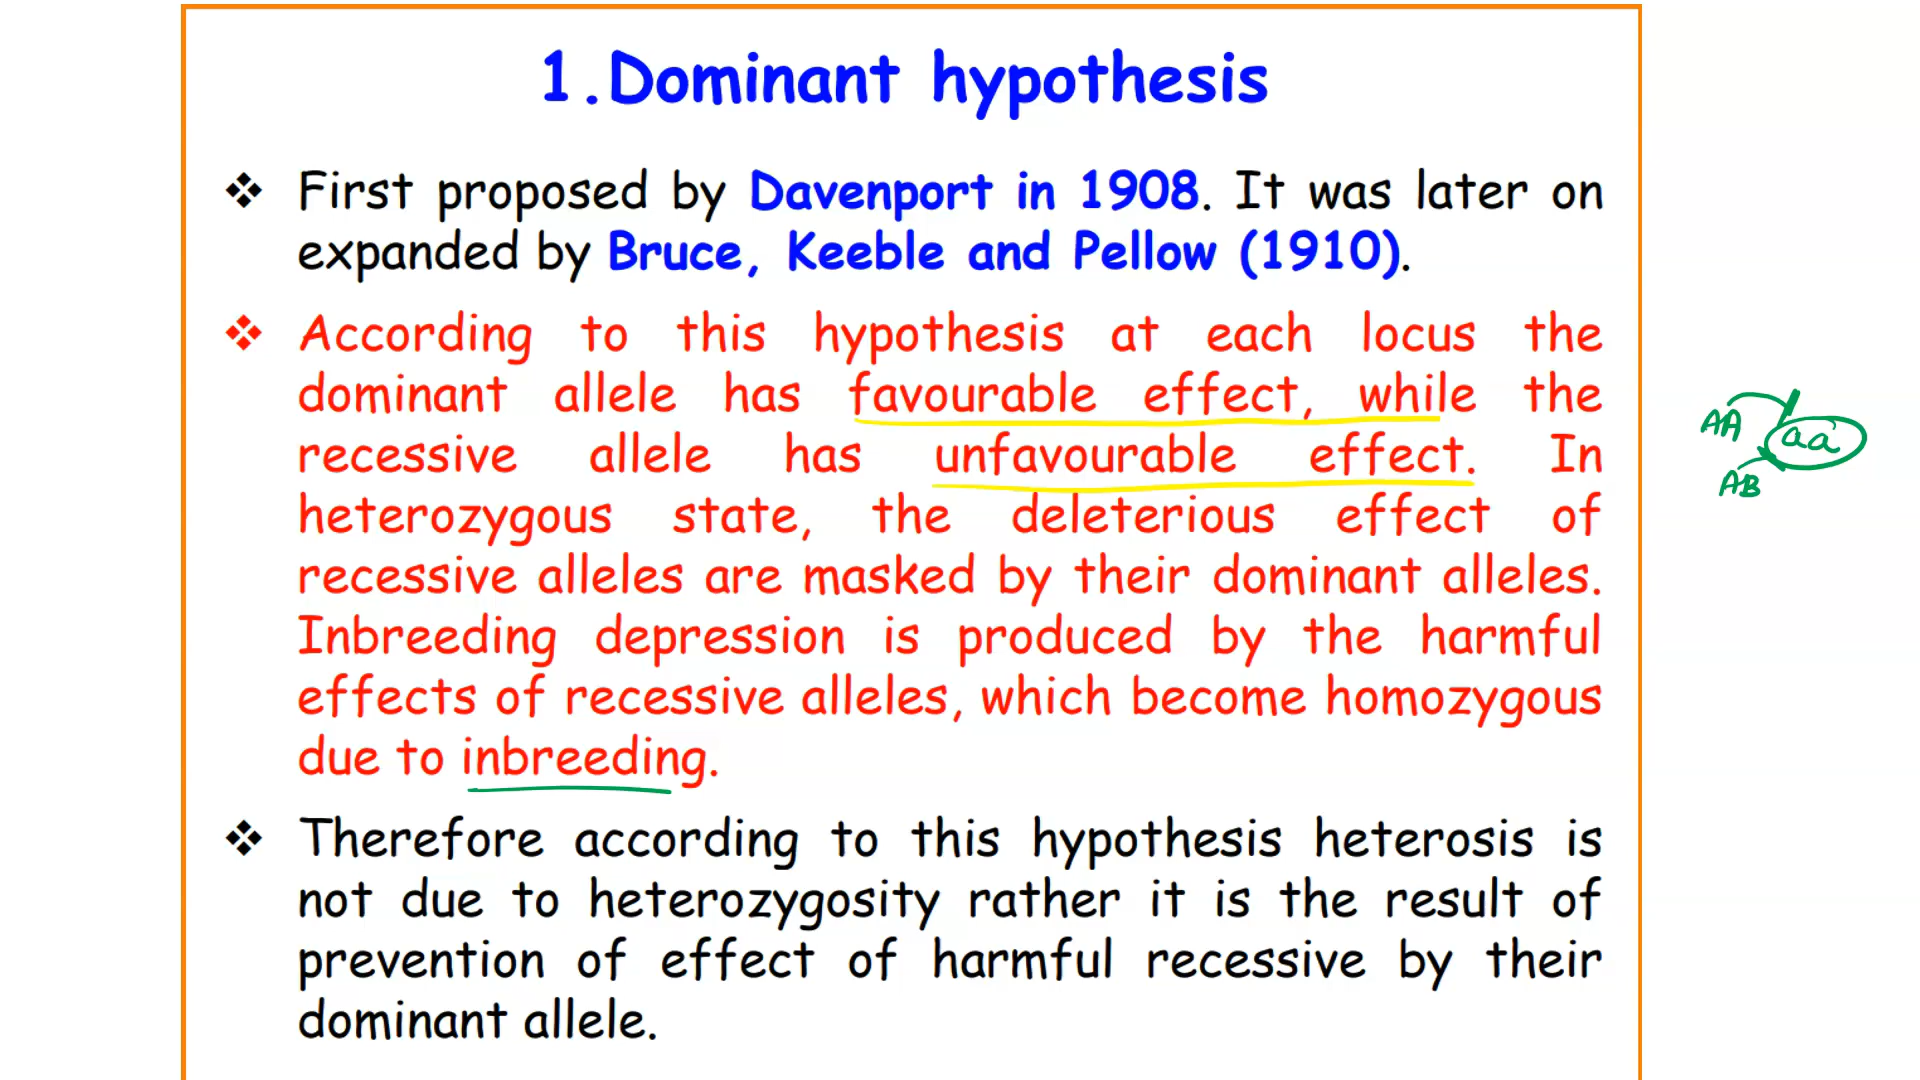 1.Dominant hypothesis
❖ First proposed by Davenport in 1908. It was later on
expanded by Bruce, Keeble and Pellow (1910).
❖ According to this hypothesis at each locus the
dominant allele has favourable effect, while the
recessive allele has unfavourable effect. In
heterozygous state, the deleterious effect of
recessive alleles are masked by their dominant alleles.
Inbreeding depression is produced by the harmful
effects of recessive alleles, which become homozygous
due to inbreeding.
❖ Therefore according to this hypothesis heterosis is
not due to heterozygosity rather it is the result of
prevention of effect of harmful recessive by their
dominant allele.
AA
aa
AB